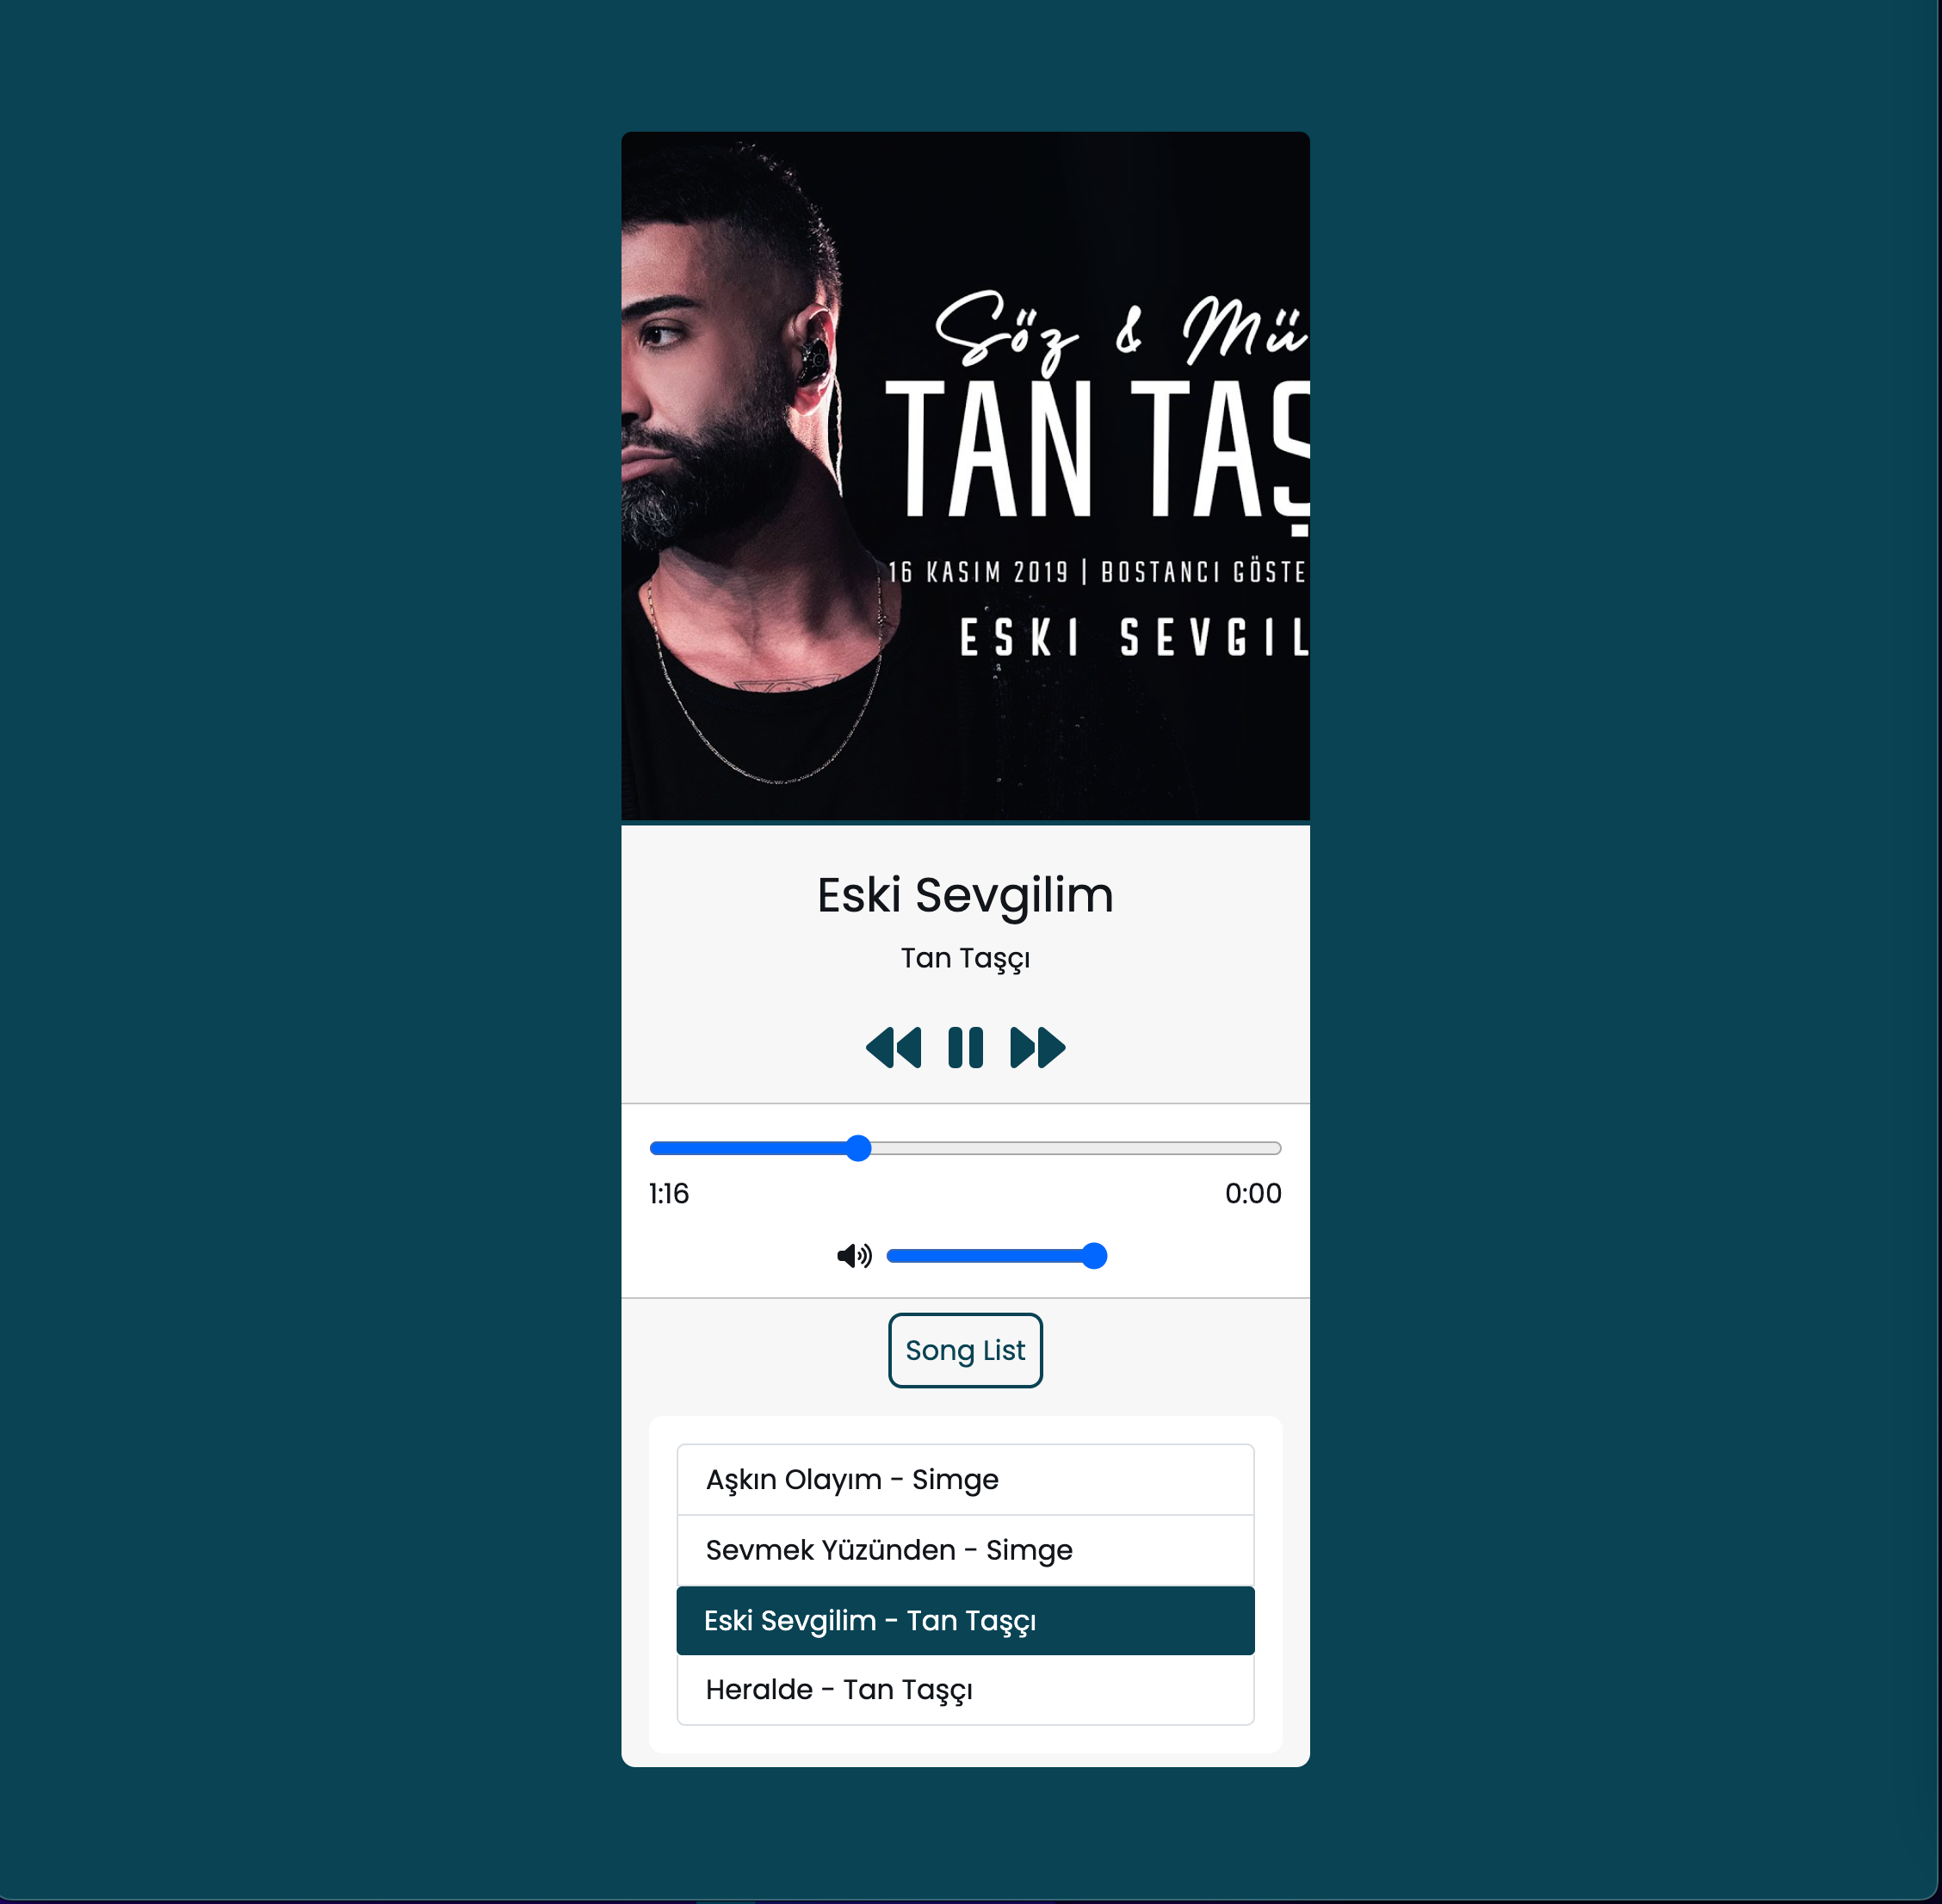 Söz & Mü
TAN TAŞ
16 KASIM 2019 | BOSTANCI GÖSTE
ESKI SEVGIL
Eski Sevgilim
Tan Taşçı
1:16
0:00
Song List
Aşkın Olayım - Simge
Sevmek Yüzünden - Simge
Eski Sevgilim - Tan Taşçı
Heralde - Tan Taşçı